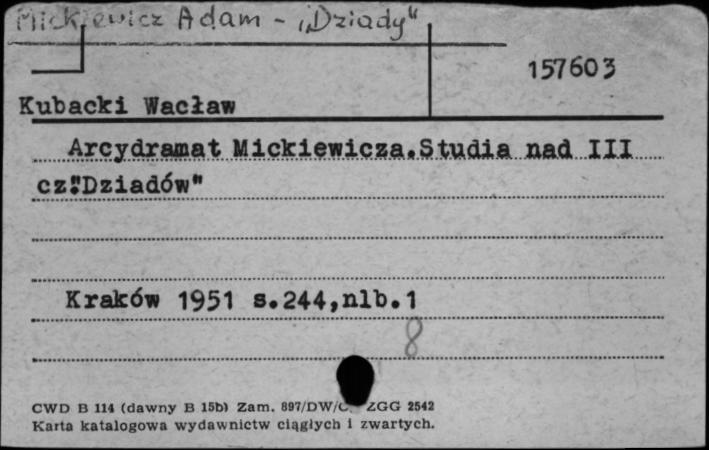 Mickiewicz Adam - „Dziady"
157603
Kubacki Wacław
Arcydramat Mickiewicza.Studia nad III
cz."Dziadów"
Kraków 1951 s.244,nlb.1
8
CWD B 114 (dawny B 15b) Zam. 897/DW/C. ZGG 2542
Karta katalogowa wydawnictw ciągłych i zwartych.